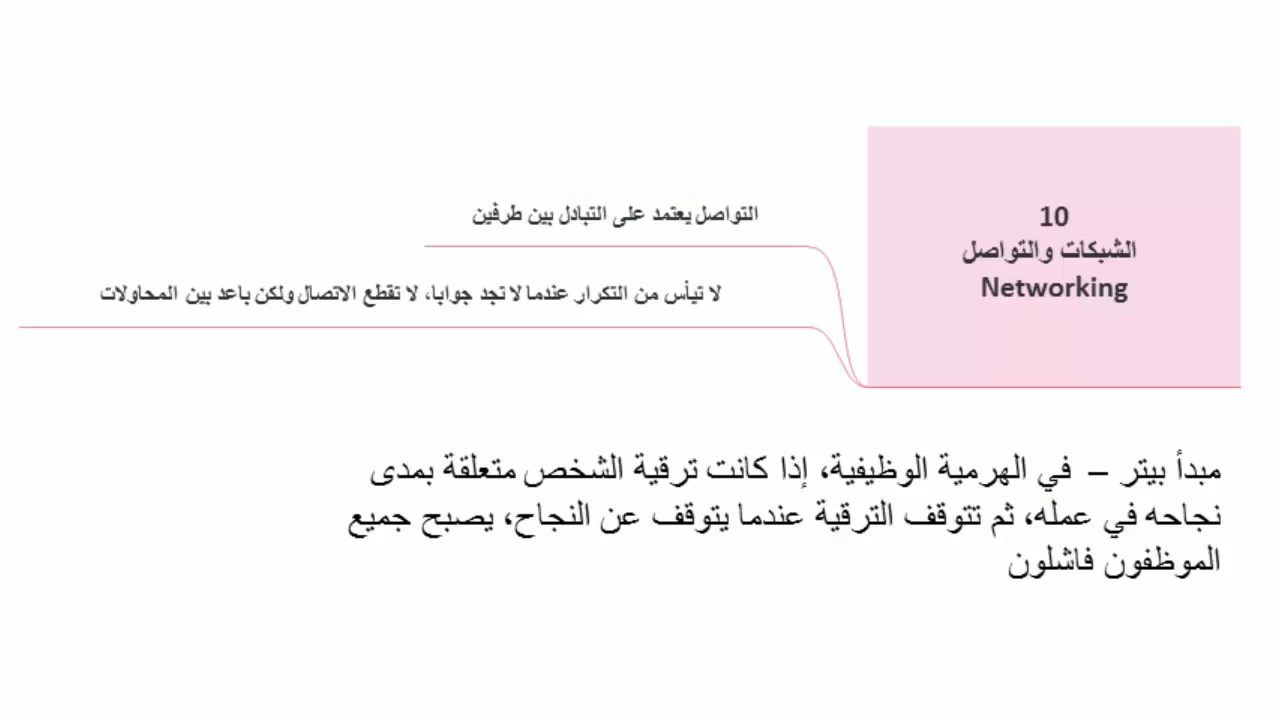 10
الشبكات والتواصل
Networking
التواصل يعتمد على التبادل بين طرفين
لا تيأس من التكرار عندما لا تجد جوابا، لا تقطع الاتصال ولكن باعد بين المحاولات
مبدأ بيتر – في الهرمية الوظيفية، إذا كانت ترقية الشخص متعلقة بمدى
نجاحه في عمله، ثم تتوقف الترقية عندما يتوقف عن النجاح، يصبح جميع
الموظفون فاشلون